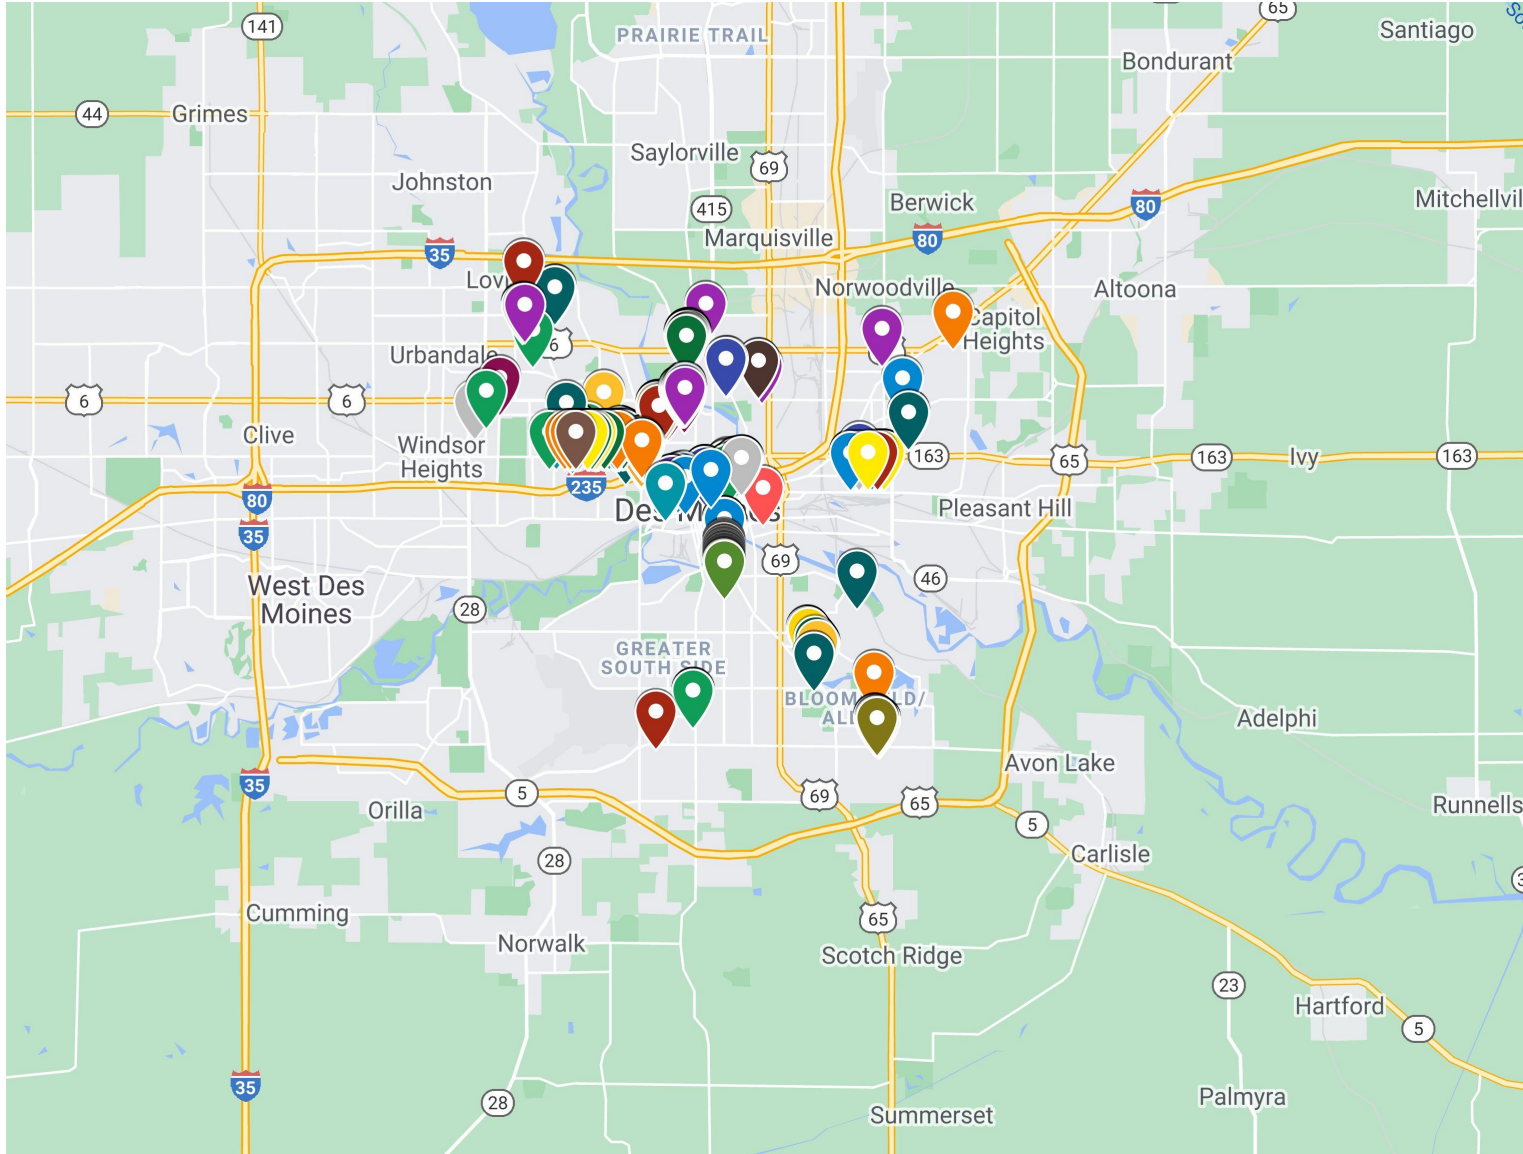 65
141
PRAIRIE TRAIL
Santiago
Bondurant
44
Grimes
Saylorville
69
Johnston
Mitchellvil
Berwick
80
415
Marquisville
80
35
Norwoodville
Altoona
Capitol
Heights
6
Urbandale
6
6
Clive
Windsor
Heights
163
65
163
Ivy
163
80
235
Pleasant Hill
35
69
46
West Des
Moines
28
GREATER
SOUTH SIDE
Adelphi
Avon Lake
35
5
69
65
Runnells
Orilla
5
28
Carlisle
Cumming
65
Norwalk
Scotch Ridge
23
Hartford
5
35
28
Palmyra
Summerset